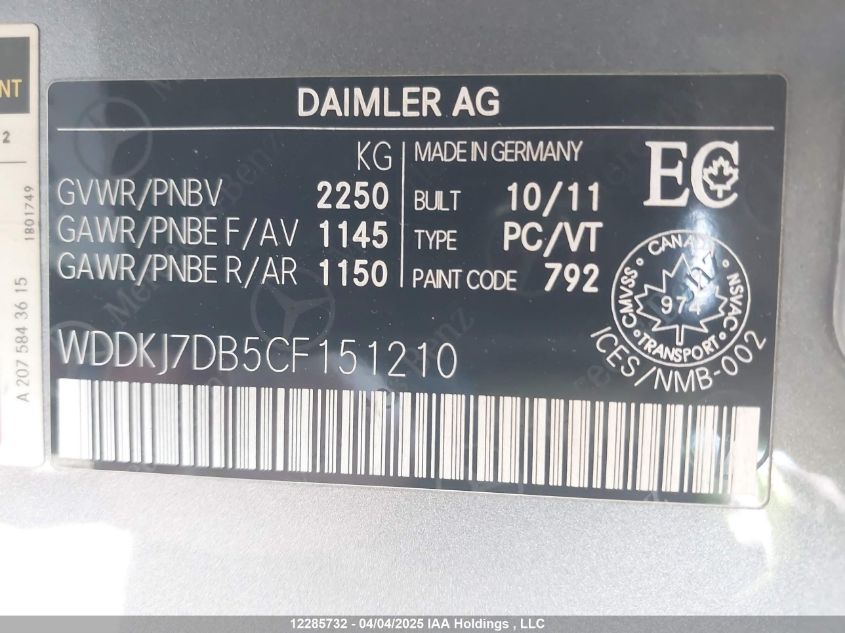 DAIMLER AG
KG
GVWR/PNBV 2250
GAWR/PNBE F/AV 1145
GAWR/PNBE R/AR 1150
MADE IN GERMANY
BUILT 10/11
TYPE PC/VT
PAINT CODE 792
EC
CANADA
CMVSS
974
NSVAC
TRANSPORT
ICES/NMB-002
WDDKJ7DB5CF151210
Mercedes-Benz
NT
2
1801749
A 207 584 36 15
12285732 - 04/04/2025 IAA Holdings , LLC